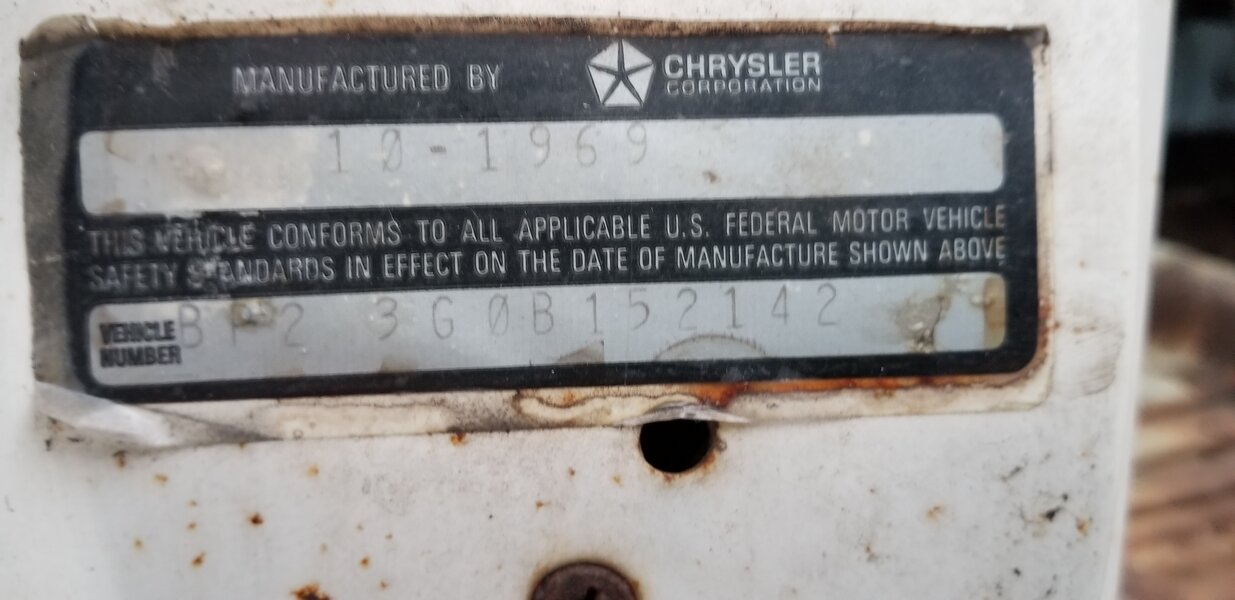 MANUFACTURED BY CHRYSLER CORPORATION
10-1969
THIS VEHICLE CONFORMS TO ALL APPLICABLE U.S. FEDERAL MOTOR VEHICLE
SAFETY STANDARDS IN EFFECT ON THE DATE OF MANUFACTURE SHOWN ABOVE
VEHICLE NUMBER 3G0B152142